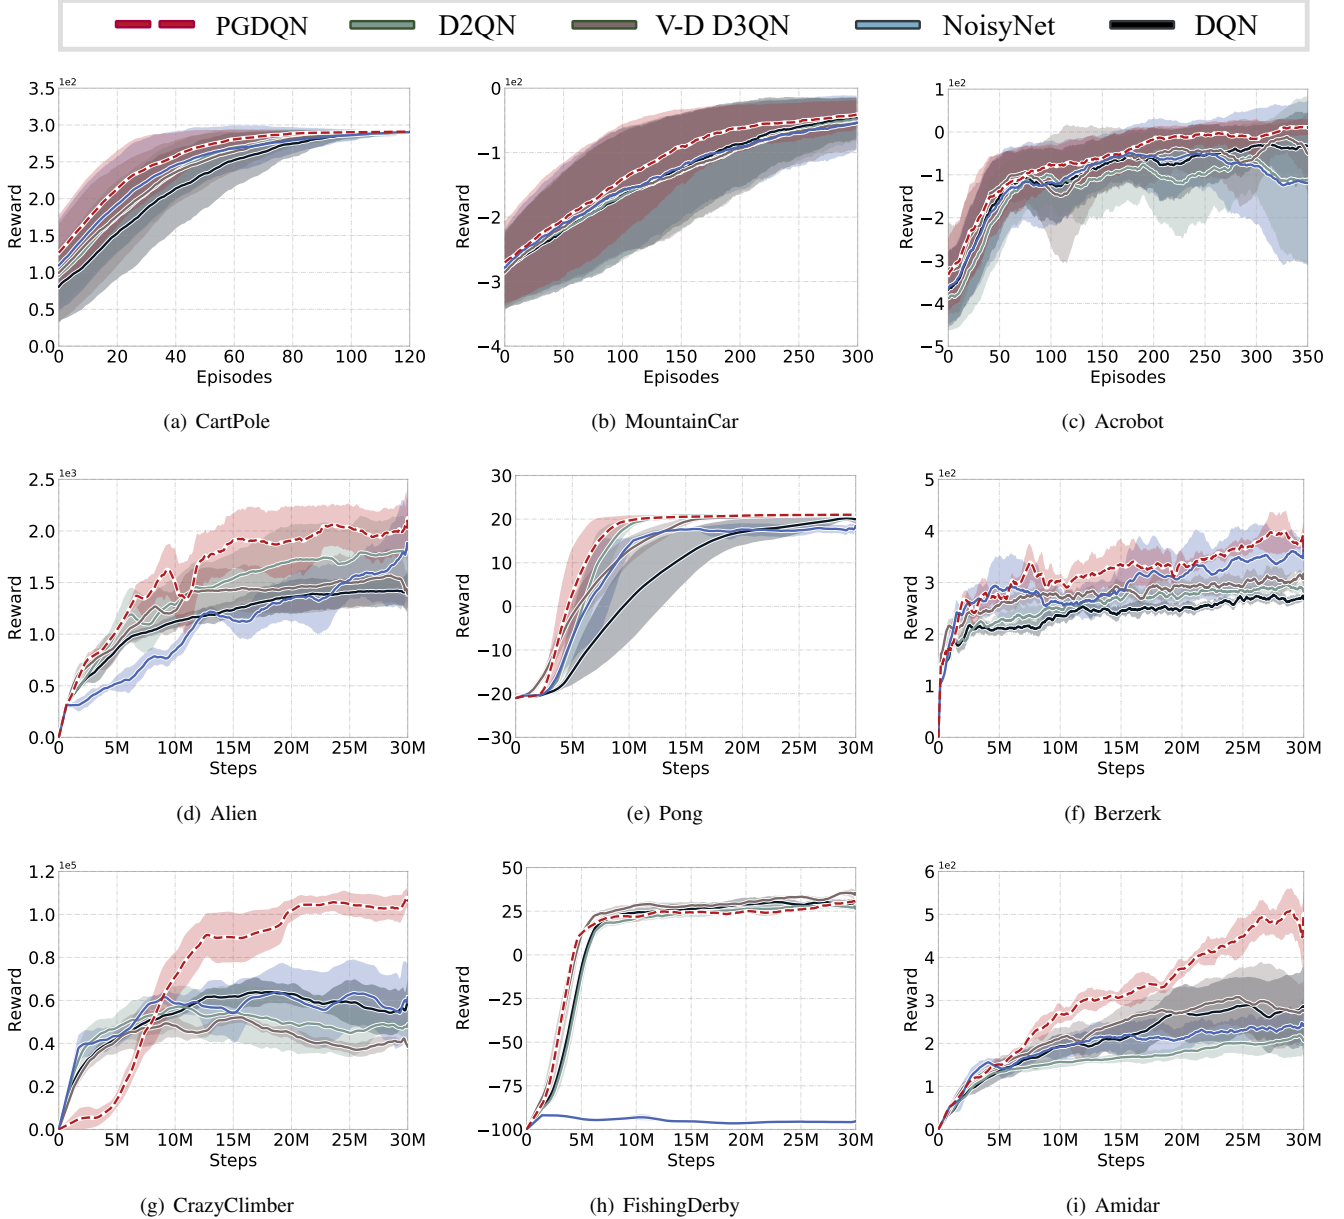 PGDQN D2QN V-D D3QN NoisyNet DQN
1e2
3.5
3.0
2.5
2.0
1.5
1.0
0.5
0.0
Reward
0 20 40 60 80 100 120
Episodes
(a) CartPole
1e2
0
−1
−2
−3
−4
Reward
0 50 100 150 200 250 300
Episodes
(b) MountainCar
1e2
1
0
−1
−2
−3
−4
−5
Reward
0 50 100 150 200 250 300 350
Episodes
(c) Acrobot
1e3
2.5
2.0
1.5
1.0
0.5
0.0
Reward
0 5M 10M 15M 20M 25M 30M
Steps
(d) Alien
30
20
10
0
−10
−20
−30
Reward
0 5M 10M 15M 20M 25M 30M
Steps
(e) Pong
1e2
5
4
3
2
1
0
Reward
0 5M 10M 15M 20M 25M 30M
Steps
(f) Berzerk
1e5
1.2
1.0
0.8
0.6
0.4
0.2
0.0
Reward
0 5M 10M 15M 20M 25M 30M
Steps
(g) CrazyClimber
50
25
0
−25
−50
−75
−100
Reward
0 5M 10M 15M 20M 25M 30M
Steps
(h) FishingDerby
1e2
6
5
4
3
2
1
0
Reward
0 5M 10M 15M 20M 25M 30M
Steps
(i) Amidar